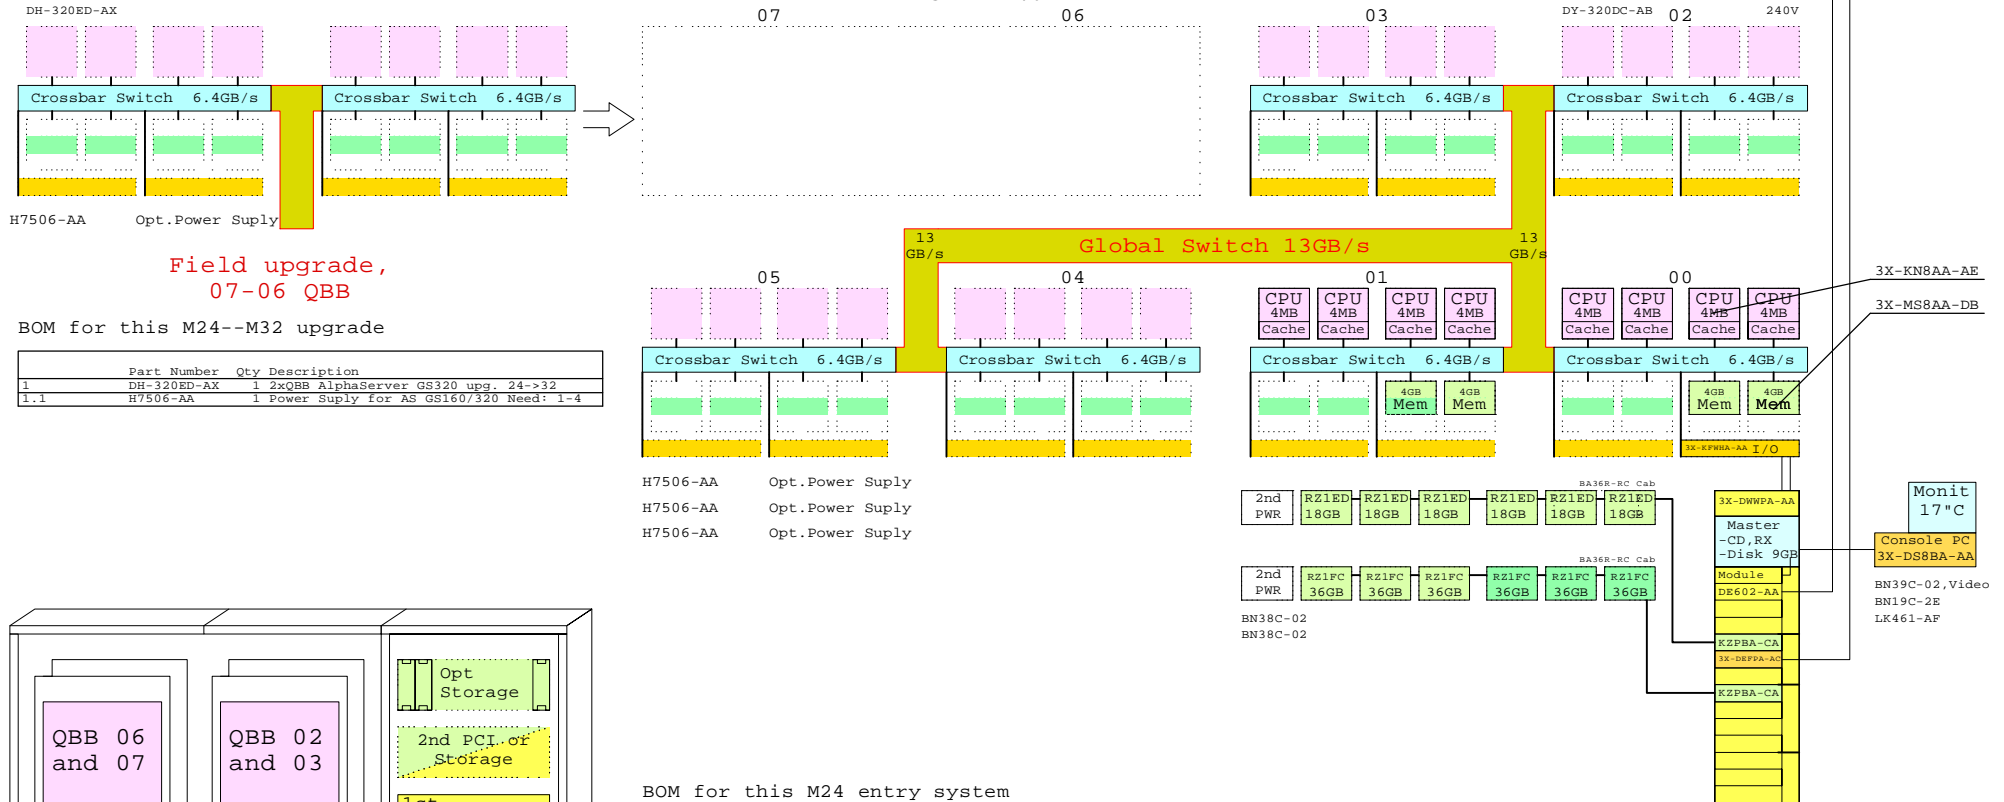 DH-320ED-AX
07
06
03
DY-320DC-AB
02
240V
Crossbar Switch 6.4GB/s
Crossbar Switch 6.4GB/s
Crossbar Switch 6.4GB/s
Crossbar Switch 6.4GB/s
H7506-AA Opt.Power Suply
Field upgrade,
07-06 QBB
13
GB/s
Global Switch 13GB/s
13
GB/s
05
04
01
00
3X-KN8AA-AE
3X-MS8AA-DB
CPU
4MB
Cache
CPU
4MB
Cache
CPU
4MB
Cache
CPU
4MB
Cache
CPU
4MB
Cache
CPU
4MB
Cache
CPU
4MB
Cache
CPU
4MB
Cache
BOM for this M24--M32 upgrade
Part Number Qty Description
1 DH-320ED-AX 1 2xQBB AlphaServer GS320 upg. 24->32
1.1 H7506-AA 1 Power Suply for AS GS160/320 Need: 1-4
Crossbar Switch 6.4GB/s
Crossbar Switch 6.4GB/s
Crossbar Switch 6.4GB/s
Crossbar Switch 6.4GB/s
4GB
Mem
4GB
Mem
4GB
Mem
4GB
Mem
3X-KFWHA-AA I/O
H7506-AA Opt.Power Suply
H7506-AA Opt.Power Suply
H7506-AA Opt.Power Suply
BA36R-RC Cab
2nd
PWR
RZ1ED
18GB
RZ1ED
18GB
RZ1ED
18GB
RZ1ED
18GB
RZ1ED
18GB
RZ1ED
18GB
BA36R-RC Cab
2nd
PWR
RZ1FC
36GB
RZ1FC
36GB
RZ1FC
36GB
RZ1FC
36GB
RZ1FC
36GB
RZ1FC
36GB
BN38C-02
BN38C-02
3X-DWWPA-AA
Master
-CD,RX
-Disk 9GB
Module
DE602-AA
KZPBA-CA
3X-DEFPA-AC
KZPBA-CA
Monit
17"C
Console PC
3X-DS8BA-AA
BN39C-02,Video
BN19C-2E
LK461-AF
QBB 06
and 07
QBB 02
and 03
Opt
Storage
2nd PCI or
Storage
1st
BOM for this M24 entry system